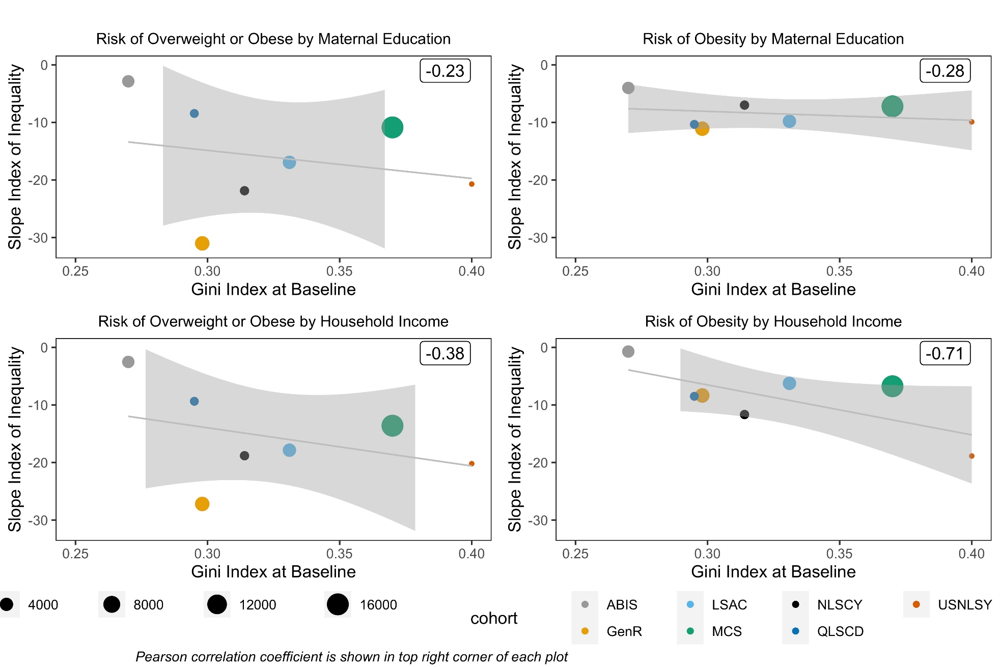 Risk of Overweight or Obese by Maternal Education
-0.23
Slope Index of Inequality
0
-10
-20
-30
0.25 0.30 0.35 0.40
Gini Index at Baseline
Risk of Obesity by Maternal Education
-0.28
Slope Index of Inequality
0
-10
-20
-30
0.25 0.30 0.35 0.40
Gini Index at Baseline
Risk of Overweight or Obese by Household Income
-0.38
Slope Index of Inequality
0
-10
-20
-30
0.25 0.30 0.35 0.40
Gini Index at Baseline
Risk of Obesity by Household Income
-0.71
Slope Index of Inequality
0
-10
-20
-30
0.25 0.30 0.35 0.40
Gini Index at Baseline
4000 8000 12000 16000
cohort
ABIS LSAC NLSCY USNLSY
GenR MCS QLSCD
Pearson correlation coefficient is shown in top right corner of each plot